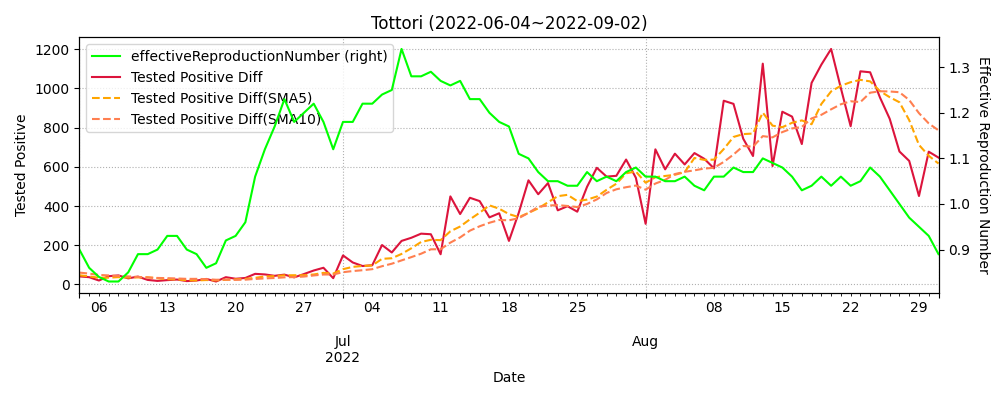 Tottori (2022-06-04~2022-09-02)
effectiveReproductionNumber (right)
Tested Positive Diff
Tested Positive Diff(SMA5)
Tested Positive Diff(SMA10)
Tested Positive
1200
1000
800
600
400
200
0
1.3
1.2
1.1
1.0
0.9
Effective Reproduction Number
06 13 20 27 04 11 18 25 08 15 22 29
Jul Aug
2022
Date